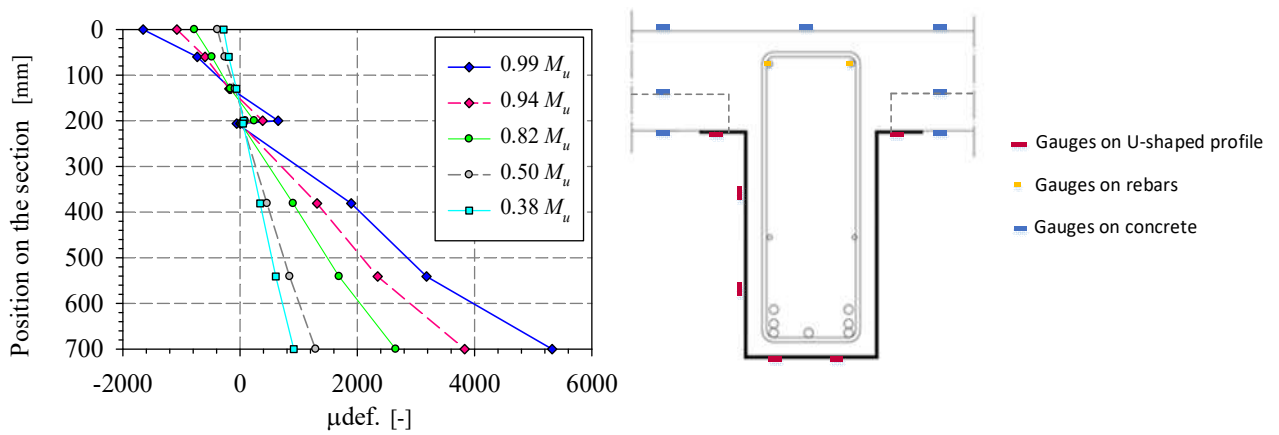 0
100
200
300
400
500
600
700
Position on the section [mm]
-2000
0
2000
4000
6000
μdef. [-]
0.99 Mu
0.94 Mu
0.82 Mu
0.50 Mu
0.38 Mu
Gauges on U-shaped profile
Gauges on rebars
Gauges on concrete